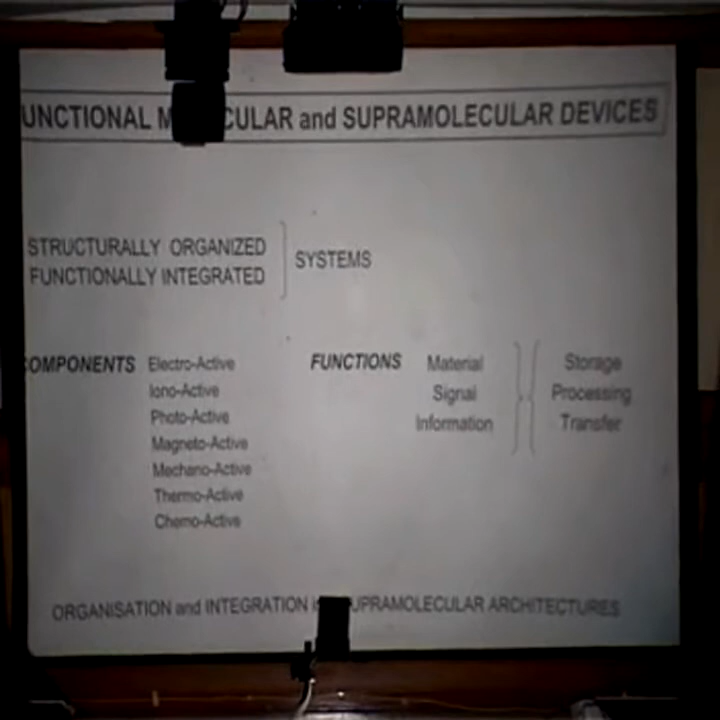 UNCTIONAL M CULAR and SUPRAMOLECULAR DEVICES
STRUCTURALLY ORGANIZED
FUNCTIONALLY INTEGRATED
SYSTEMS
OMPONENTS Electro-Active
Iono-Active
Photo-Active
Magneto-Active
Mechano-Active
Thermo-Active
Chemo-Active
FUNCTIONS Material
Signal
Information
Storage
Processing
Transfer
ORGANISATION and INTEGRATION UPRAMOLECULAR ARCHITECTURES